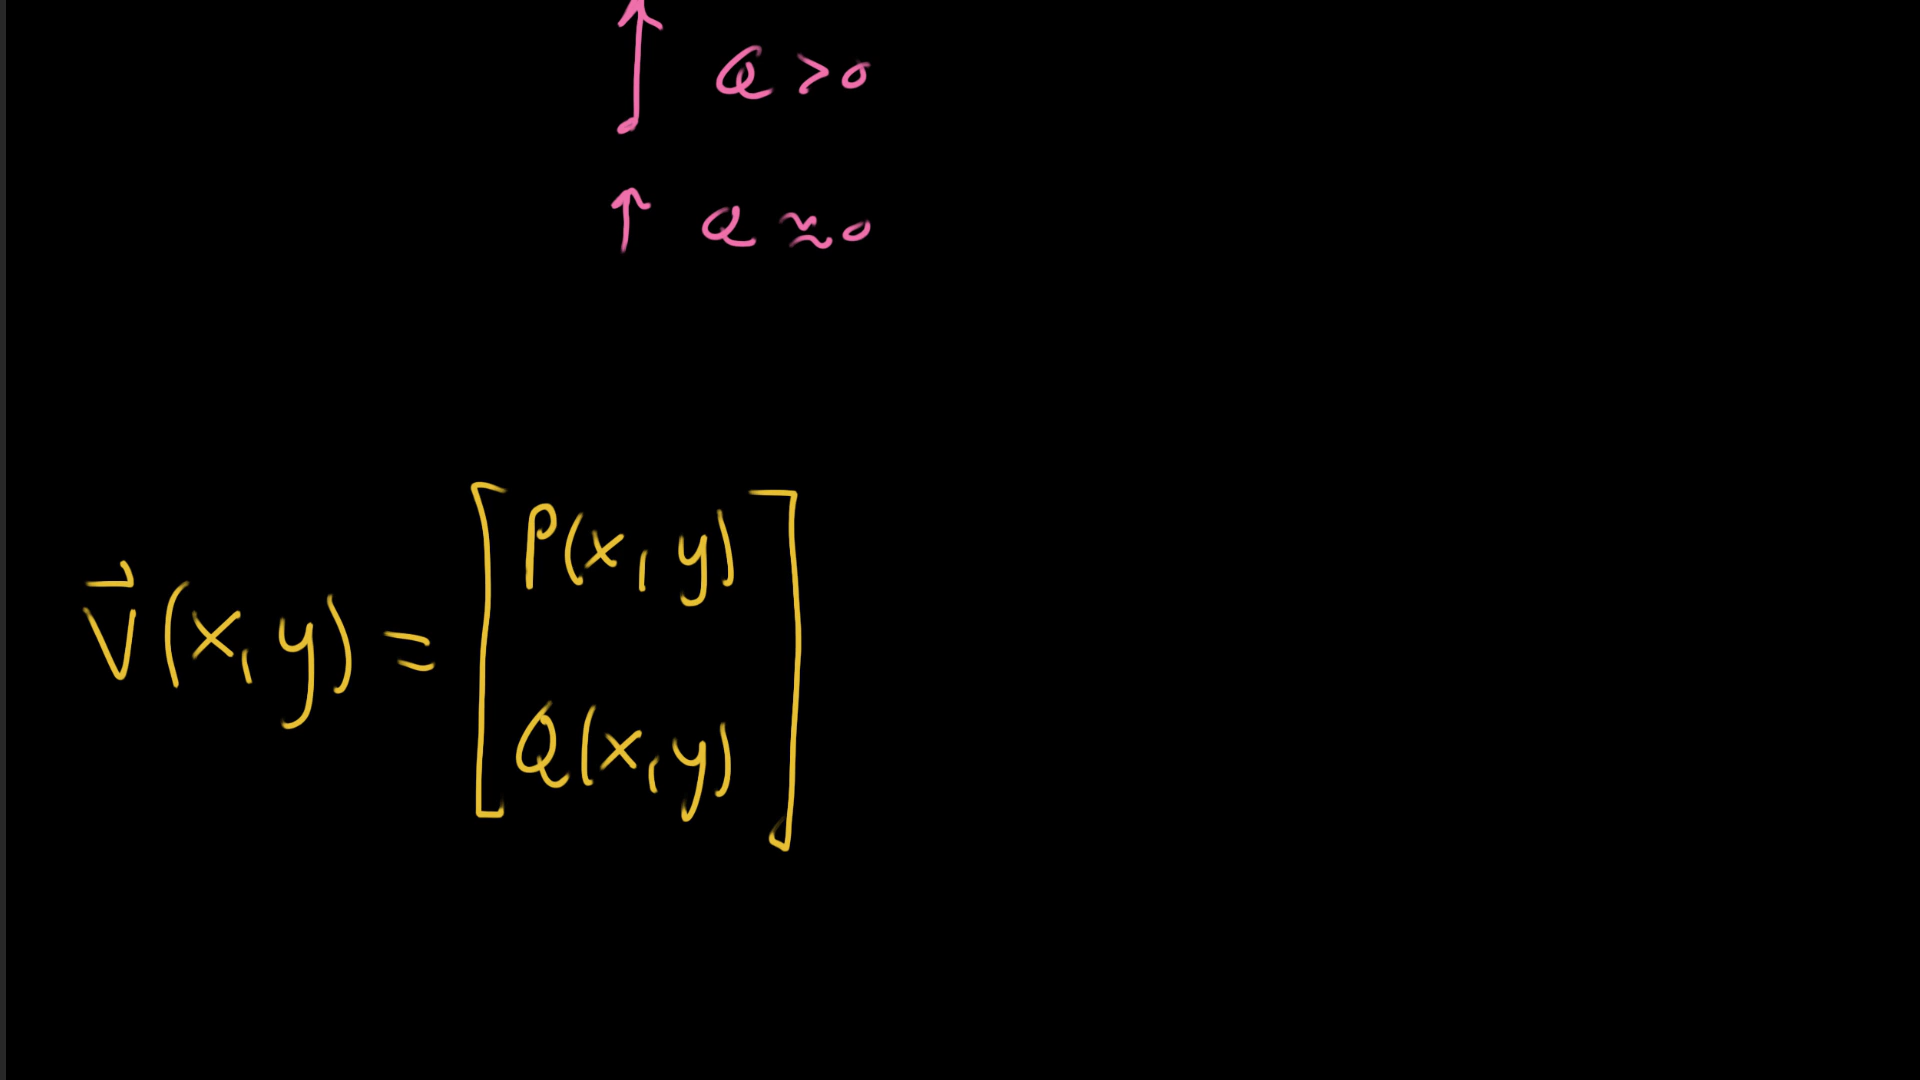 Q > 0
Q ≈ 0
P(x, y)
v⃗(x, y) =
Q(x, y)